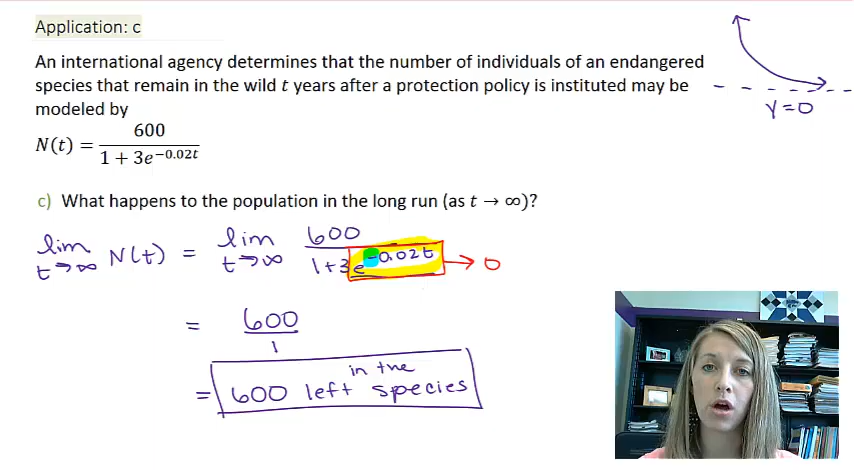 Application: c
An international agency determines that the number of individuals of an endangered
species that remain in the wild t years after a protection policy is instituted may be
modeled by
N(t) = 600 / (1 + 3e^(−0.02t))
c) What happens to the population in the long run (as t → ∞)?
lim t→∞ N(t) = lim t→∞ 600 / (1+3e^(-0.02t)) → 0
= 600 / 1
= 600 left in the species
y=0